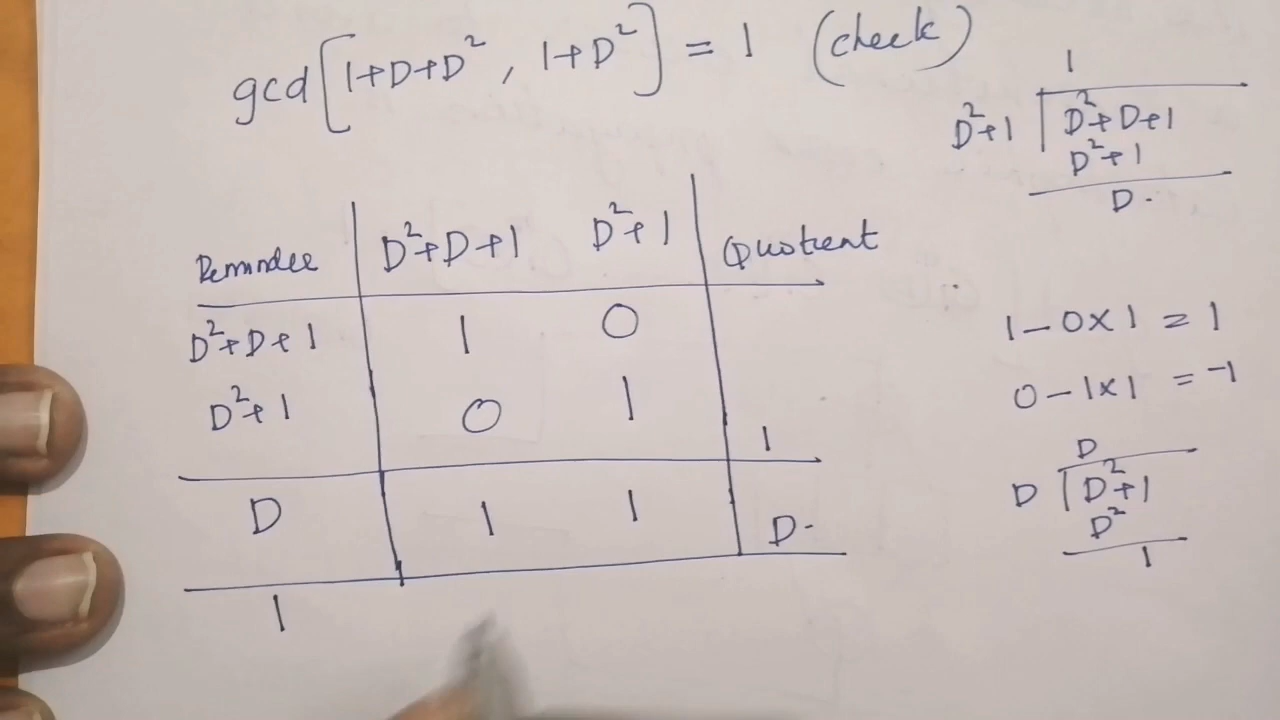 gcd[1+D+D², 1+D²] = 1 (check)
1
D²+1 | D²+D+1
D²+1
D.
Reminder D²+D+1 D²+1 Quotient
D²+D+1 1 0
D²+1 0 1 1
D 1 1 D.
1
1-0×1 = 1
0-1×1 = -1
D
D | D²+1
D²
1